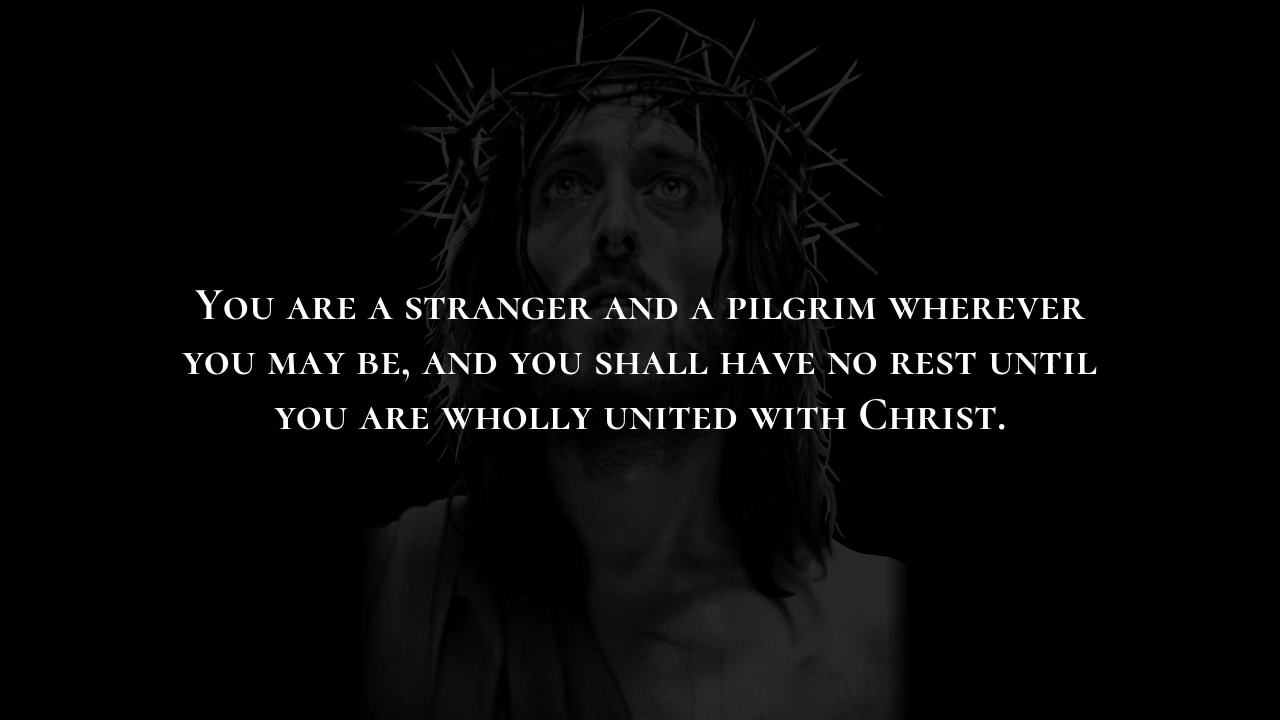 You are a stranger and a pilgrim wherever
you may be, and you shall have no rest until
you are wholly united with Christ.